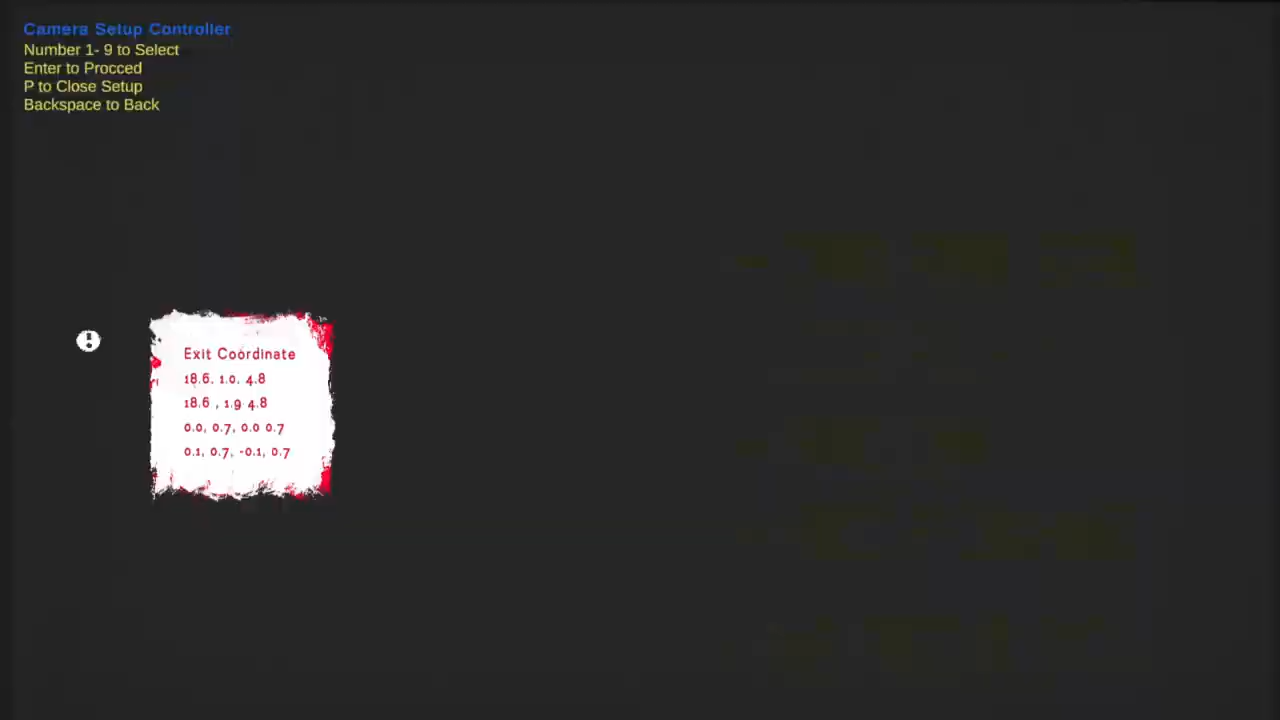 Camera Setup Controller
Number 1- 9 to Select
Enter to Procced
P to Close Setup
Backspace to Back
Exit Coordinate
18.6, 1.0, 4.8
18.6 , 1.9 4.8
0.0, 0.7, 0.0 0.7
0.1, 0.7, -0.1, 0.7